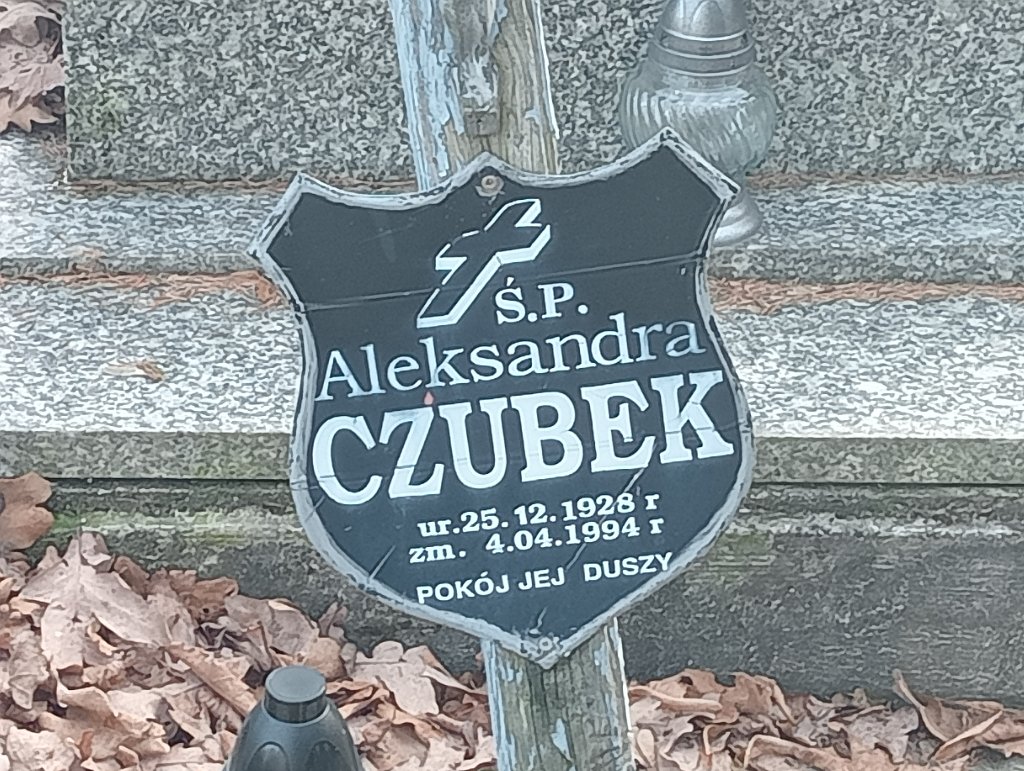 Ś.P.
Aleksandra
CZUBEK
ur.25.12.1928 r
zm. 4.04.1994 r
POKÓJ JEJ DUSZY